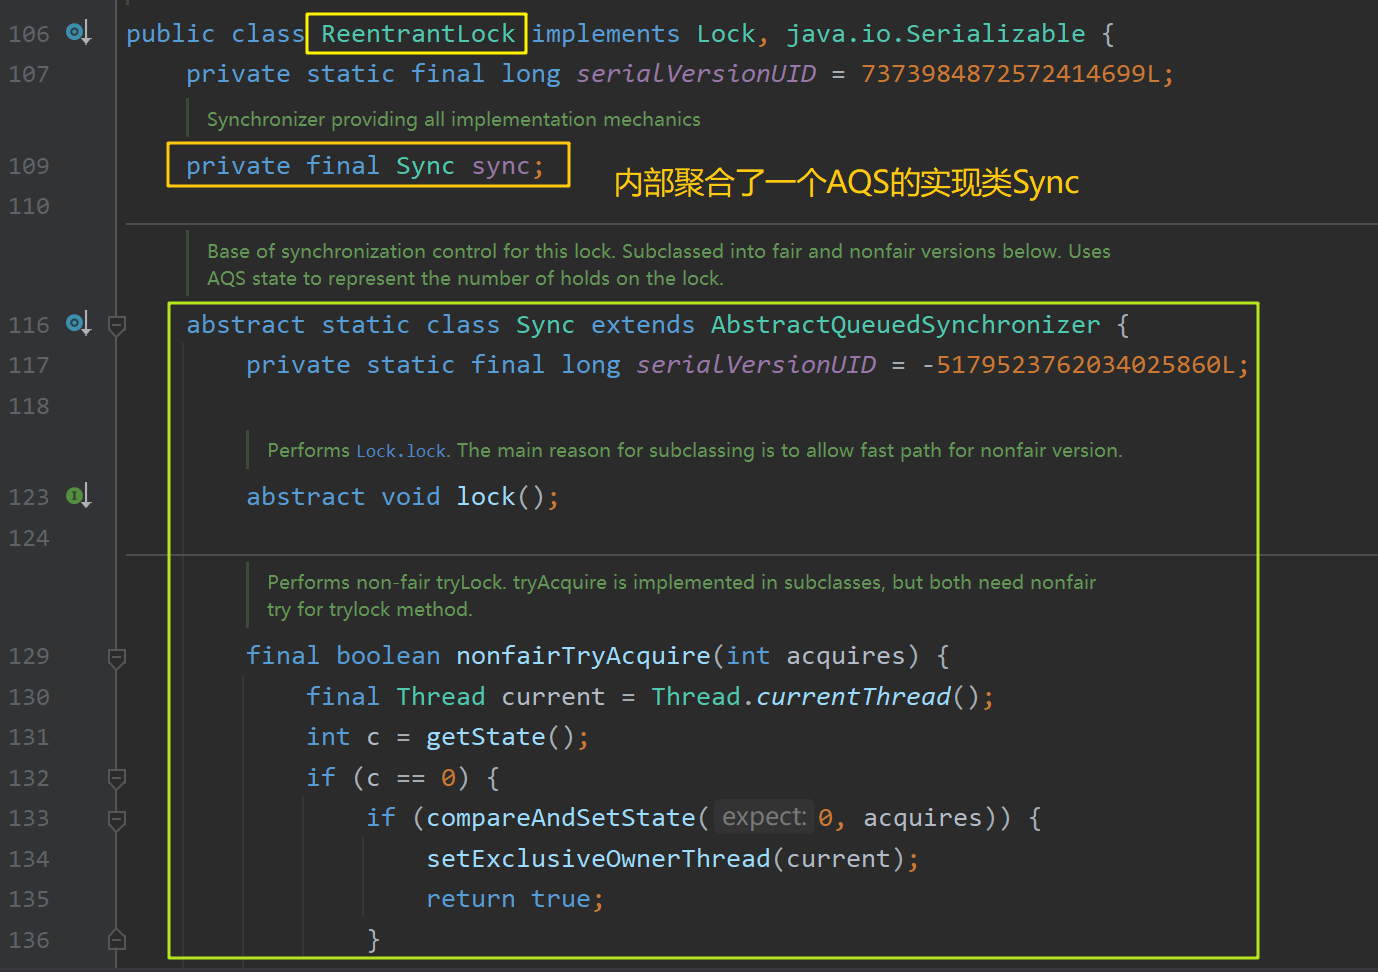 106 public class ReentrantLock implements Lock, java.io.Serializable {
107 private static final long serialVersionUID = 7373984872572414699L;
Synchronizer providing all implementation mechanics
109 private final Sync sync;
内部聚合了一个AQS的实现类Sync
110
Base of synchronization control for this lock. Subclassed into fair and nonfair versions below. Uses
AQS state to represent the number of holds on the lock.
116 abstract static class Sync extends AbstractQueuedSynchronizer {
117 private static final long serialVersionUID = -5179523762034025860L;
118
Performs Lock.lock. The main reason for subclassing is to allow fast path for nonfair version.
123 abstract void lock();
124
Performs non-fair tryLock. tryAcquire is implemented in subclasses, but both need nonfair
try for trylock method.
129 final boolean nonfairTryAcquire(int acquires) {
130 final Thread current = Thread.currentThread();
131 int c = getState();
132 if (c == 0) {
133 if (compareAndSetState( expect: 0, acquires)) {
134 setExclusiveOwnerThread(current);
135 return true;
136 }